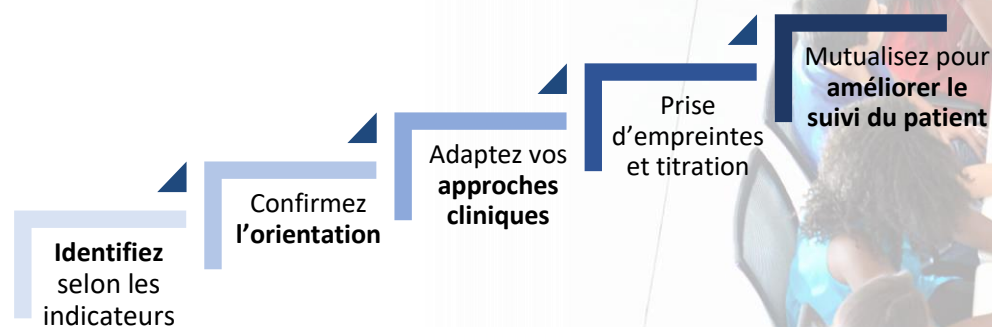 Identifiez
selon les
indicateurs
Confirmez
l’orientation
Adaptez vos
approches
cliniques
Prise
d’empreintes
et titration
Mutualisez pour
améliorer le
suivi du patient